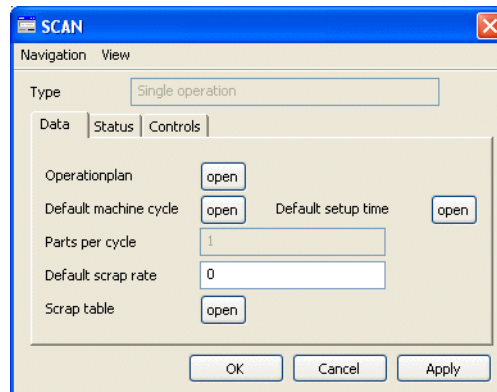 SCAN
Navigation View
Type Single operation
Data Status Controls
Operationplan open
Default machine cycle open Default setup time open
Parts per cycle 1
Default scrap rate 0
Scrap table open
OK Cancel Apply